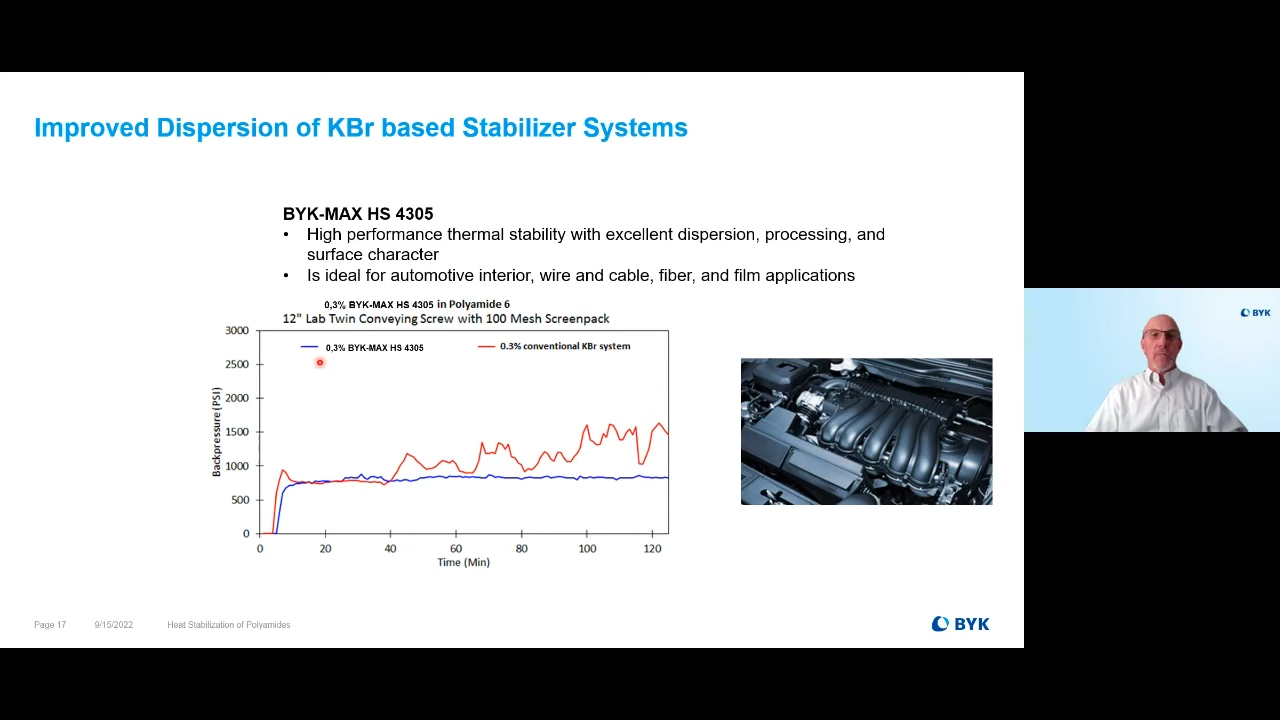 Improved Dispersion of KBr based Stabilizer Systems
BYK-MAX HS 4305
• High performance thermal stability with excellent dispersion, processing, and
surface character
• Is ideal for automotive interior, wire and cable, fiber, and film applications
0,3% BYK-MAX HS 4305 in Polyamide 6
12" Lab Twin Conveying Screw with 100 Mesh Screenpack
0,3% BYK-MAX HS 4305
0.3% conventional KBr system
Backpressure (PSI)
3000
2500
2000
1500
1000
500
0
0 20 40 60 80 100 120
Time (Min)
BYK
Page 17 9/15/2022 Heat Stabilization of Polyamides
BYK